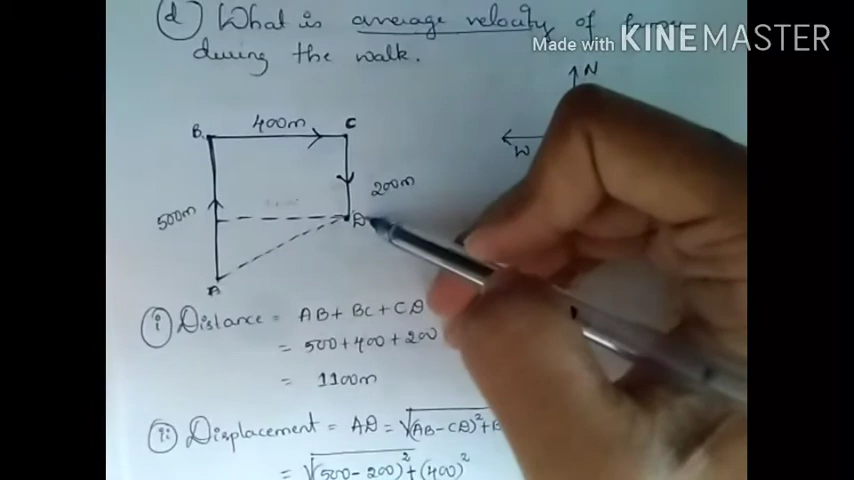 (d) What is average velocity of
during the walk.
Made with KINEMASTER
N
W
B
400m
C
200m
500m
D
A
(i) Distance = AB + BC + CD
= 500+400+200
= 1100m
(ii) Displacement = AD = √(AB-CD)²+
= √(500-200)²+(400)²